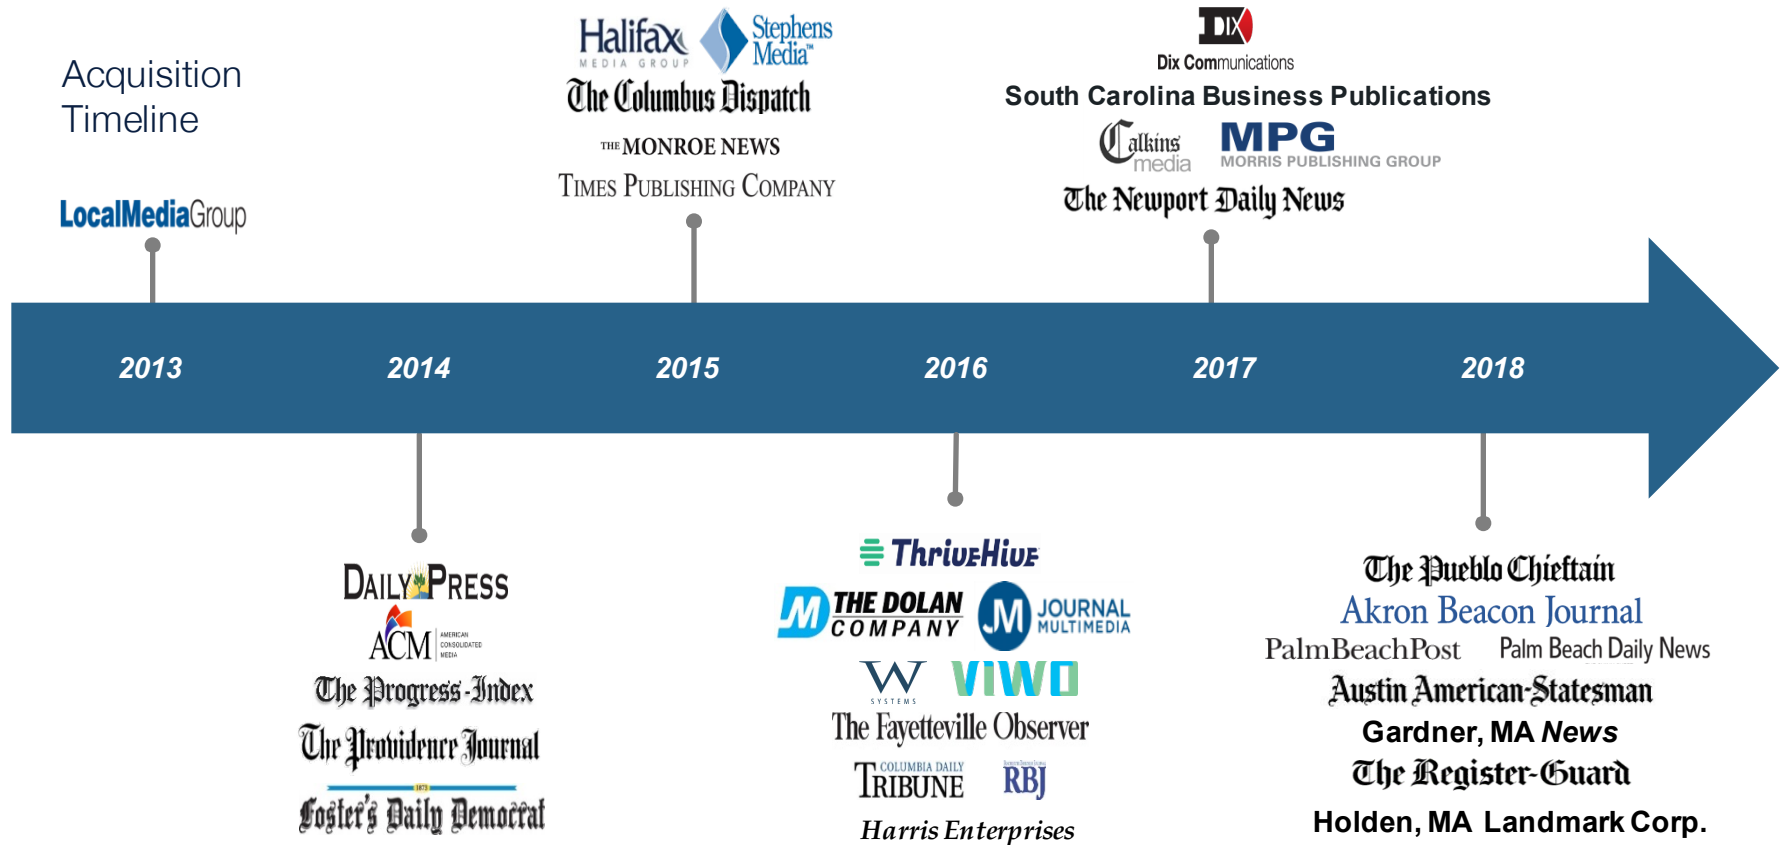 Acquisition
Timeline
LocalMediaGroup
Halifax
MEDIA GROUP
Stephens
Media™
The Columbus Dispatch
THE MONROE NEWS
TIMES PUBLISHING COMPANY
DIX
Dix Communications
South Carolina Business Publications
Calkins
media
MPG
MORRIS PUBLISHING GROUP
The Newport Daily News
2013
2014
2015
2016
2017
2018
DAILY PRESS
ACM
AMERICAN
CONSOLIDATED
MEDIA
The Progress-Index
The Providence Journal
1873
Foster's Daily Democrat
ThriveHive
M
THE DOLAN
COMPANY
JM
JOURNAL
MULTIMEDIA
W
SYSTEMS
VIWO
The Fayetteville Observer
COLUMBIA DAILY
TRIBUNE
RBJ
Harris Enterprises
The Pueblo Chieftain
Akron Beacon Journal
PalmBeachPost
Palm Beach Daily News
Austin American-Statesman
Gardner, MA News
The Register-Guard
Holden, MA Landmark Corp.